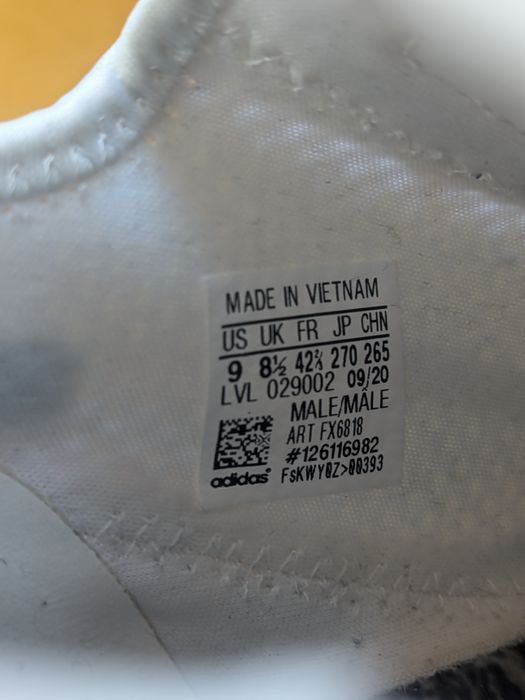 MADE IN VIETNAM
US UK FR JP CHN
9 8½ 42⅔ 270 265
LVL 029002 09/20
MALE/MÂLE
ART FX6818
#126116982
adidas® FsKWY0Z>00393